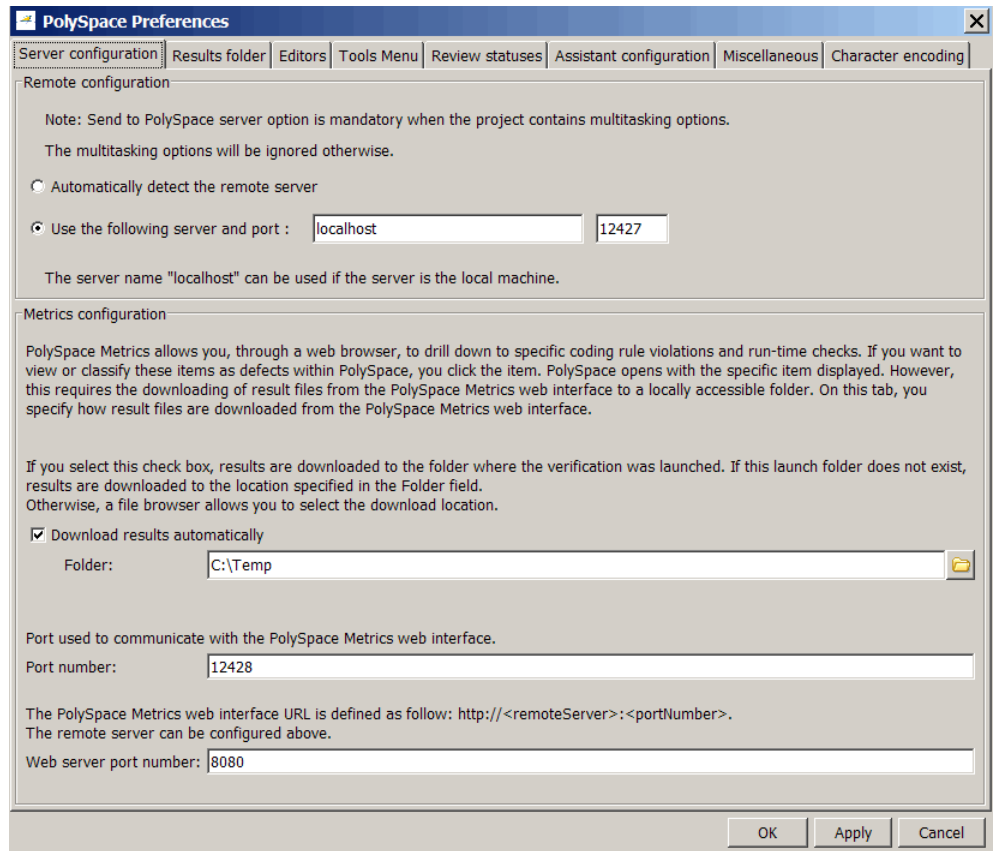 PolySpace Preferences
Server configuration Results folder Editors Tools Menu Review statuses Assistant configuration Miscellaneous Character encoding
Remote configuration
Note: Send to PolySpace server option is mandatory when the project contains multitasking options.
The multitasking options will be ignored otherwise.
Automatically detect the remote server
Use the following server and port : localhost 12427
The server name "localhost" can be used if the server is the local machine.
Metrics configuration
PolySpace Metrics allows you, through a web browser, to drill down to specific coding rule violations and run-time checks. If you want to
view or classify these items as defects within PolySpace, you click the item. PolySpace opens with the specific item displayed. However,
this requires the downloading of result files from the PolySpace Metrics web interface to a locally accessible folder. On this tab, you
specify how result files are downloaded from the PolySpace Metrics web interface.
If you select this check box, results are downloaded to the folder where the verification was launched. If this launch folder does not exist,
results are downloaded to the location specified in the Folder field.
Otherwise, a file browser allows you to select the download location.
Download results automatically
Folder: C:\Temp
Port used to communicate with the PolySpace Metrics web interface.
Port number: 12428
The PolySpace Metrics web interface URL is defined as follow: http://<remoteServer>:<portNumber>.
The remote server can be configured above.
Web server port number: 8080
OK Apply Cancel